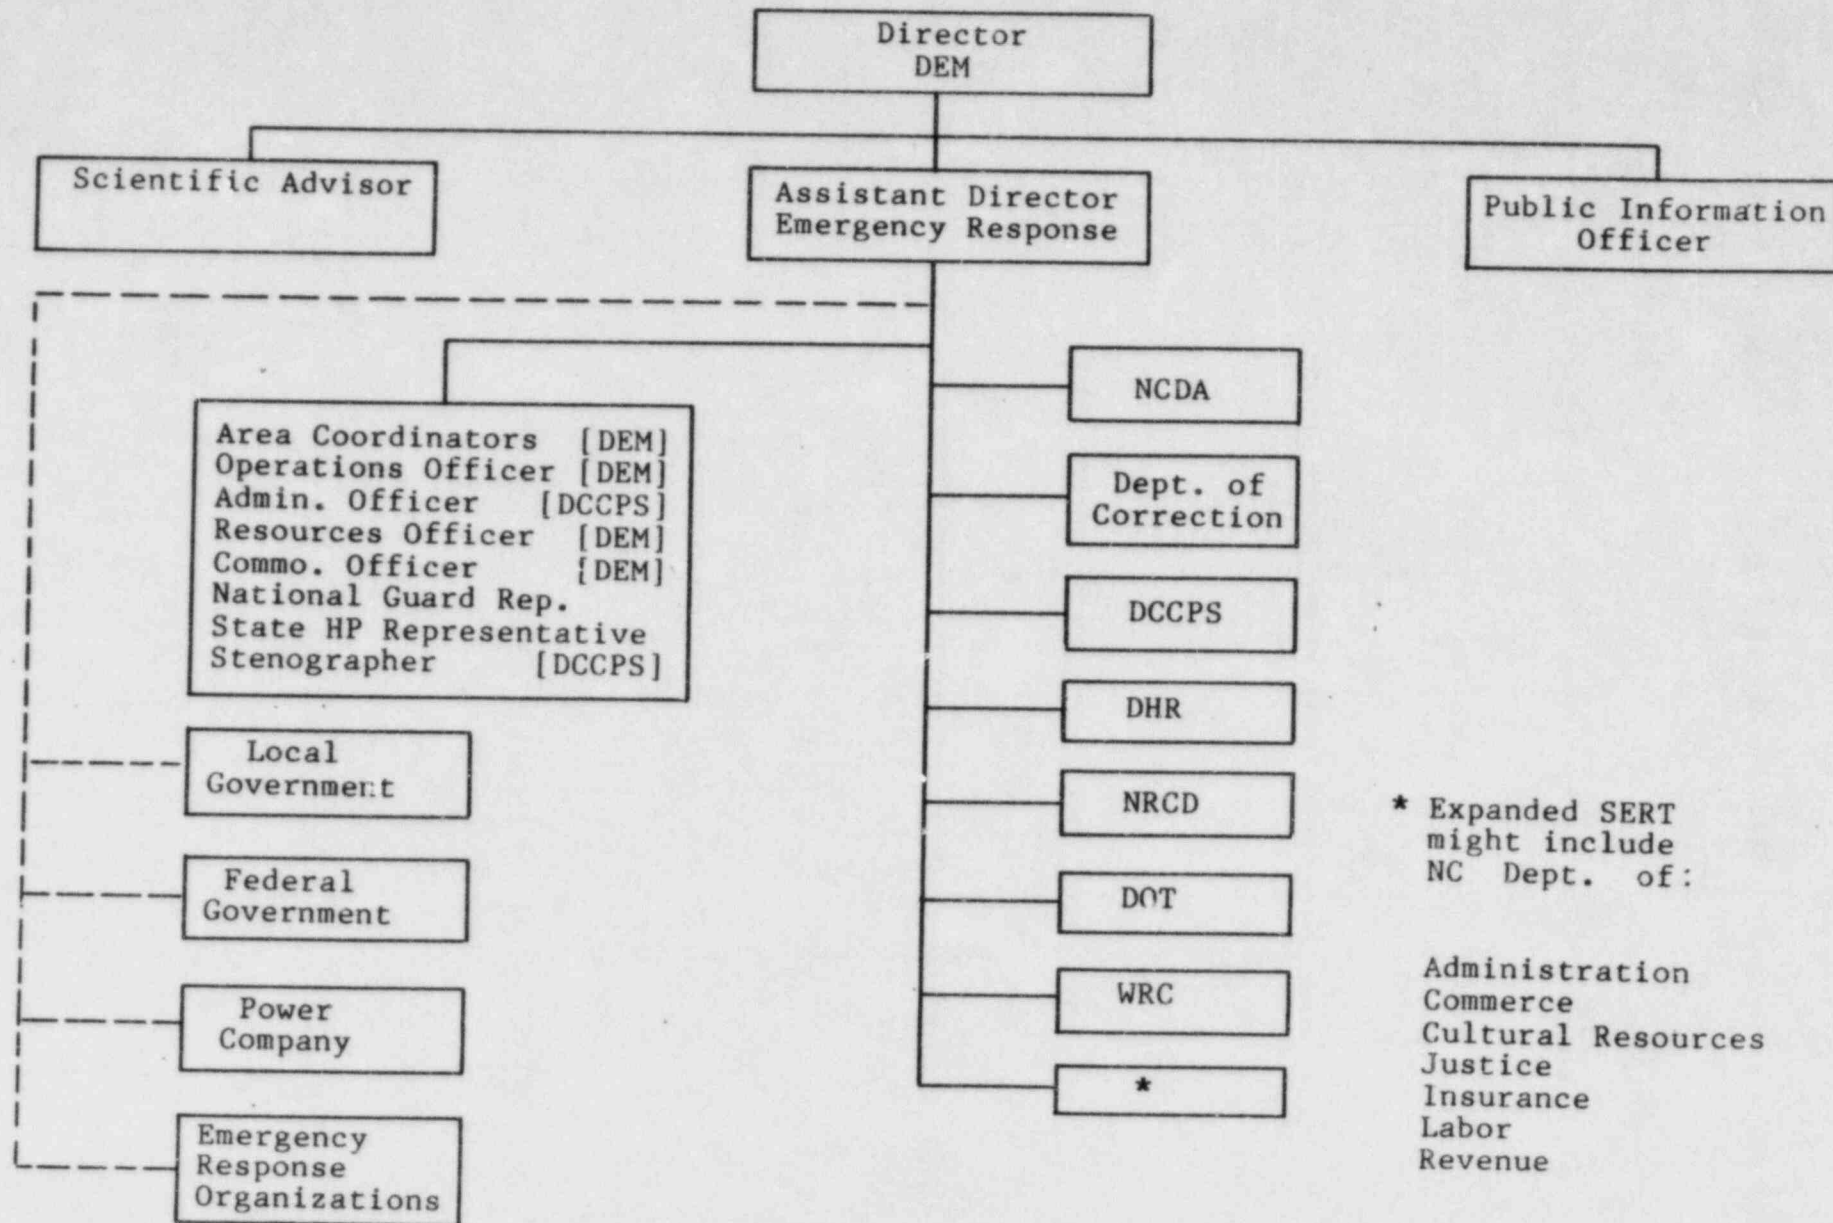 Director
DEM
Scientific Advisor
Assistant Director
Emergency Response
Public Information
Officer
Area Coordinators [DEM]
Operations Officer [DEM]
Admin. Officer [DCCPS]
Resources Officer [DEM]
Commo. Officer [DEM]
National Guard Rep.
State HP Representative
Stenographer [DCCPS]
Local
Government
Federal
Government
Power
Company
Emergency
Response
Organizations
NCDA
Dept. of
Correction
DCCPS
DHR
NRCD
DOT
WRC
*
* Expanded SERT
might include
NC Dept. of:
Administration
Commerce
Cultural Resources
Justice
Insurance
Labor
Revenue